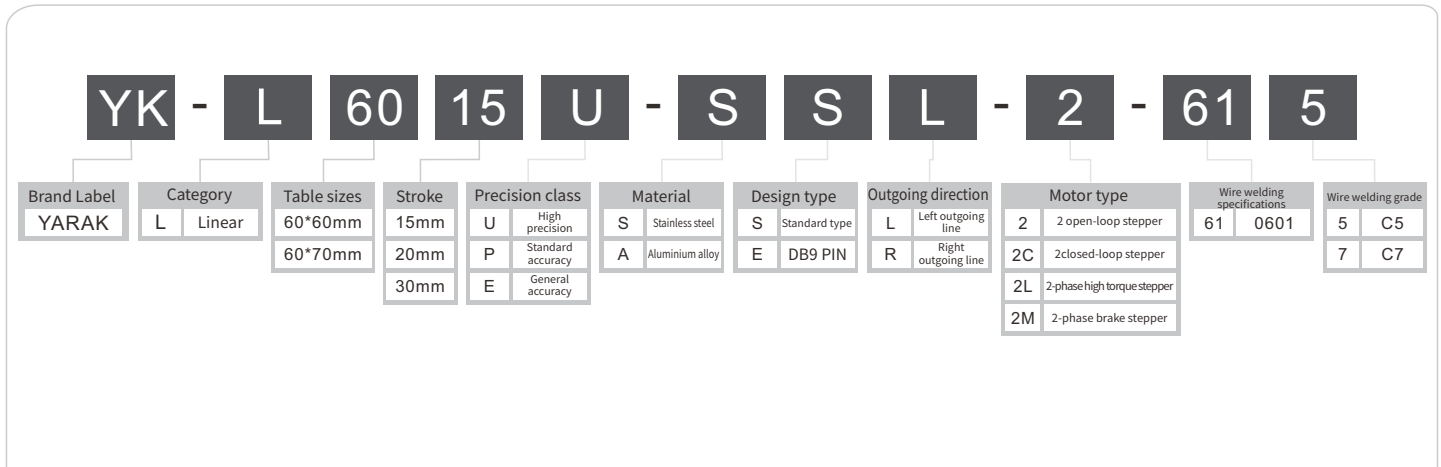 YK - L 60 15 U - S S L - 2 - 61 5
Brand Label
YARAK
Category
L Linear
Table sizes
60*60mm
60*70mm
Stroke
15mm
20mm
30mm
Precision class
U High
precision
P Standard
accuracy
E General
accuracy
Material
S Stainless steel
A Aluminium alloy
Design type
S Standard type
E DB9 PIN
Outgoing direction
L Left outgoing
line
R Right
outgoing line
Motor type
2 2 open-loop stepper
2C 2closed-loop stepper
2L 2-phase high torque stepper
2M 2-phase brake stepper
Wire welding
specifications
61 0601
Wire welding grade
5 C5
7 C7